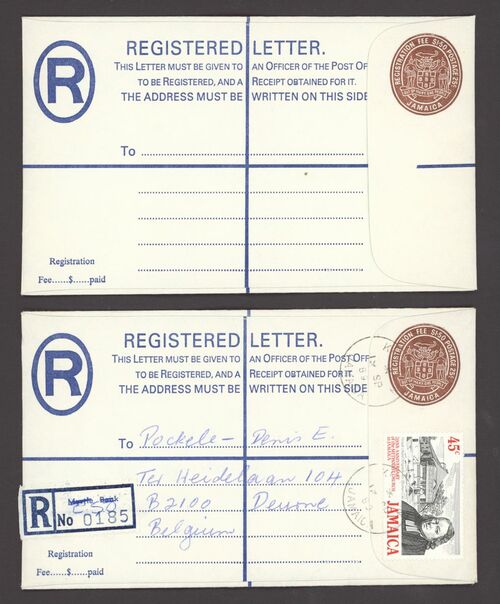 REGISTERED LETTER.
THIS LETTER MUST BE GIVEN TO AN OFFICER OF THE POST OF
TO BE REGISTERED, AND A RECEIPT OBTAINED FOR IT.
THE ADDRESS MUST BE WRITTEN ON THIS SIDE
R
REGISTRATION FEE $1·50 POSTAGE 25c
JAMAICA
To
Registration
Fee......$......paid
REGISTERED LETTER.
THIS LETTER MUST BE GIVEN TO AN OFFICER OF THE POST OFF
TO BE REGISTERED, AND A RECEIPT OBTAINED FOR IT.
THE ADDRESS MUST BE WRITTEN ON THIS SIDE
R
REGISTRATION FEE $1·50 POSTAGE 25c
JAMAICA
To Pockele - Denis E.
Ter Heidelaan 104
B2100 Deurne
Belgium
R
No 0185
45c
JAMAICA
Registration
Fee......$......paid